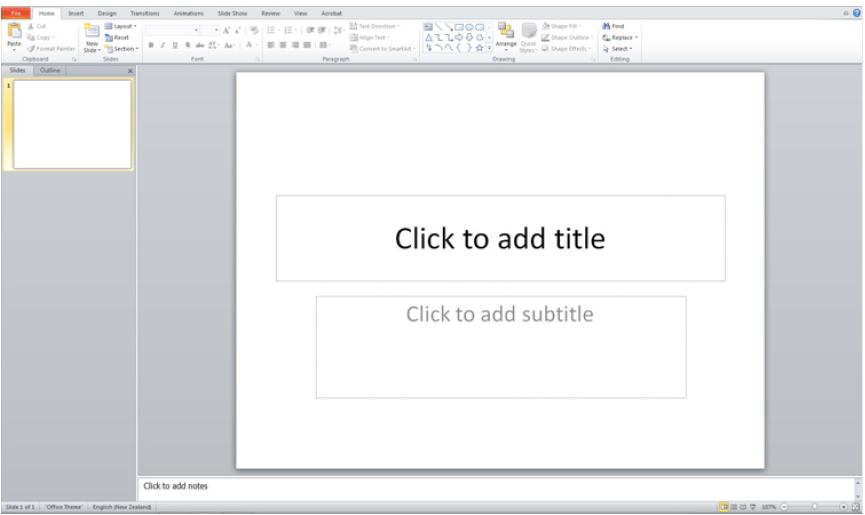 File Home Insert Design Transitions Animations Slide Show Review View Acrobat
Cut
Copy
Format Painter
Paste
Clipboard
New
Slide
Layout
Reset
Section
Slides
Font
Paragraph
Text Direction
Align Text
Convert to SmartArt
Arrange
Quick
Styles
Shape Fill
Shape Outline
Shape Effects
Drawing
Find
Replace
Select
Editing
Slides Outline
1
Click to add title
Click to add subtitle
Click to add notes
Slide 1 of 1 "Office Theme" English (New Zealand) 107%